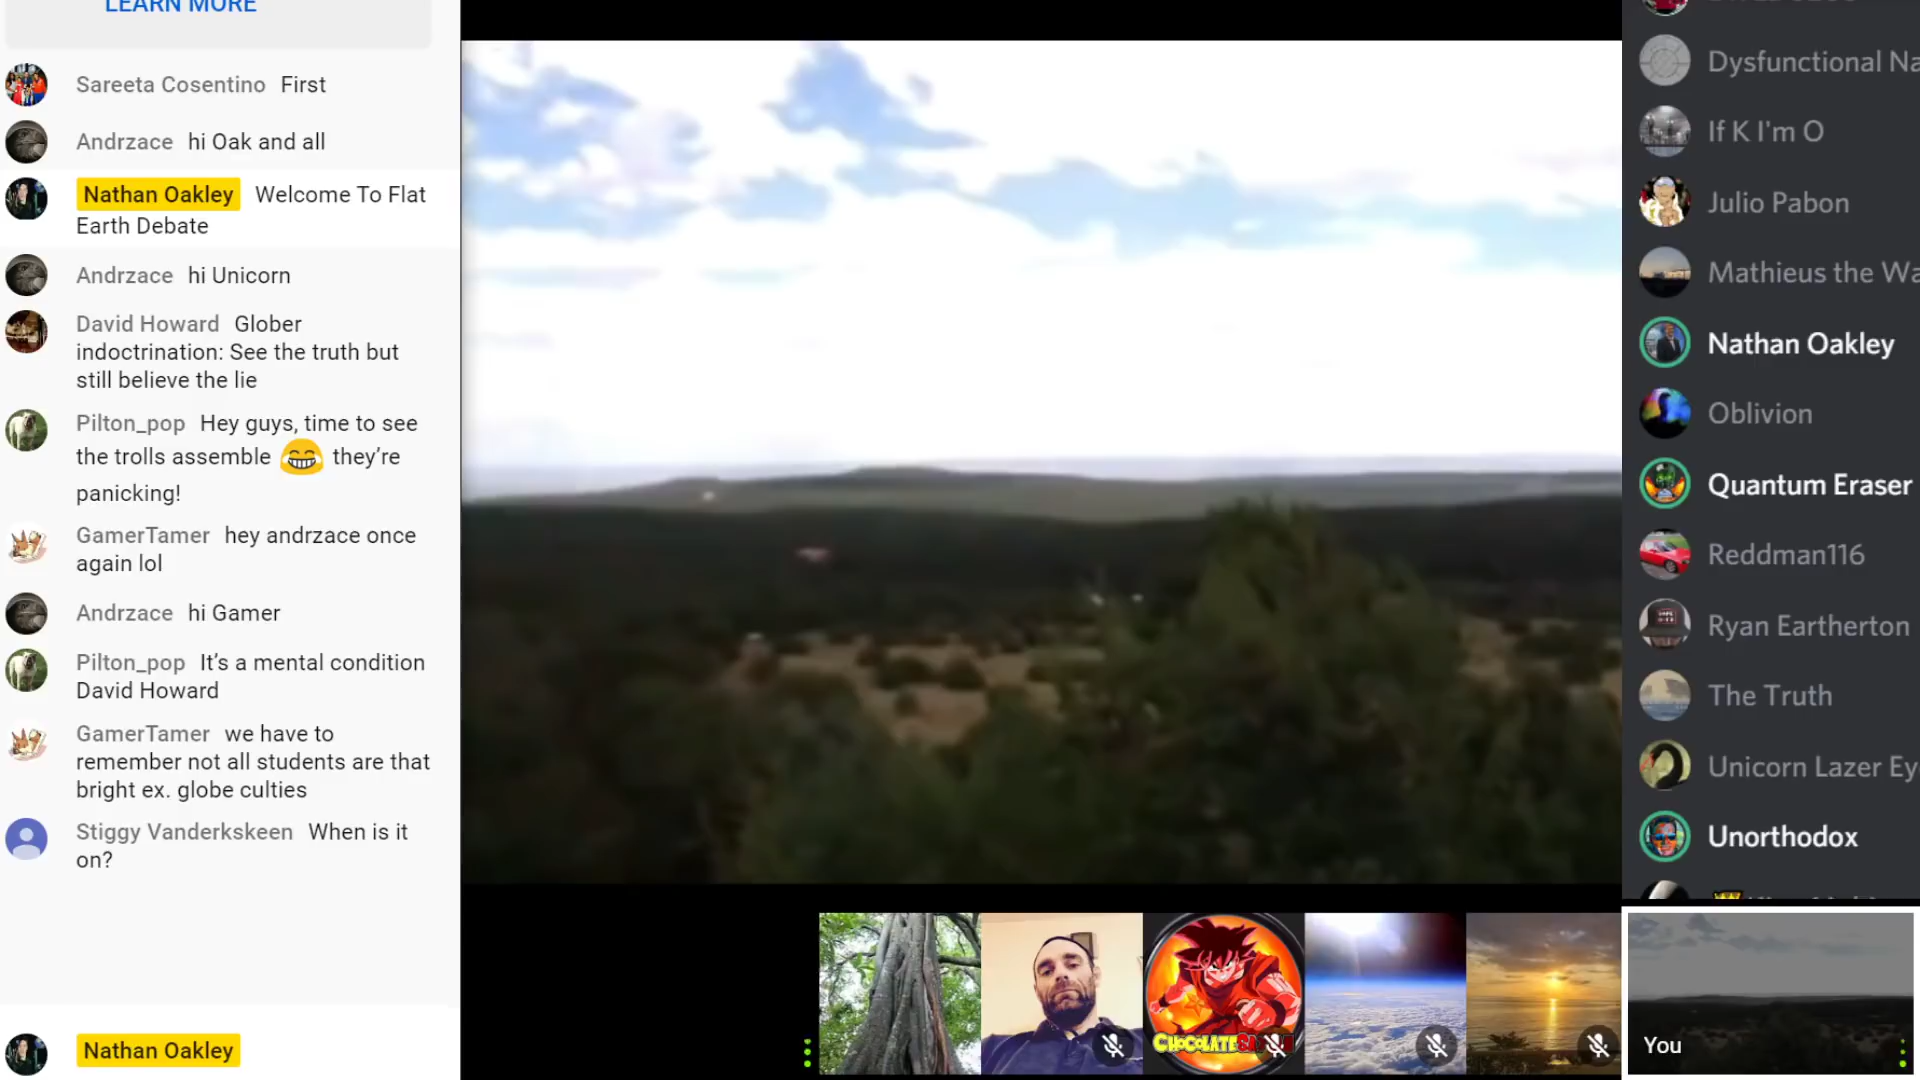 LEARN MORE
Sareeta Cosentino First
Andrzace hi Oak and all
Nathan Oakley Welcome To Flat
Earth Debate
Andrzace hi Unicorn
David Howard Glober
indoctrination: See the truth but
still believe the lie
Pilton_pop Hey guys, time to see
the trolls assemble 😂 they’re
panicking!
GamerTamer hey andrzace once
again lol
Andrzace hi Gamer
Pilton_pop It’s a mental condition
David Howard
GamerTamer we have to
remember not all students are that
bright ex. globe culties
Stiggy Vanderkskeen When is it
on?
Nathan Oakley
CHOCOLATE
You
Dysfunctional Na
If K I'm O
Julio Pabon
Mathieus the Wa
Nathan Oakley
Oblivion
Quantum Eraser
Reddman116
Ryan Eartherton
The Truth
Unicorn Lazer Ey
Unorthodox